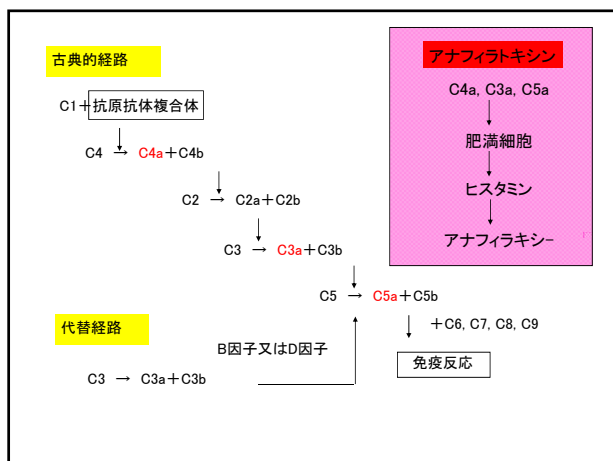 古典的経路
C1+抗原抗体複合体
C4 → C4a+C4b
C2 → C2a+C2b
C3 → C3a+C3b
C5 → C5a+C5b
+C6, C7, C8, C9
免疫反応
代替経路
B因子又はD因子
C3 → C3a+C3b
アナフィラトキシン
C4a, C3a, C5a
肥満細胞
ヒスタミン
アナフィラキシ-